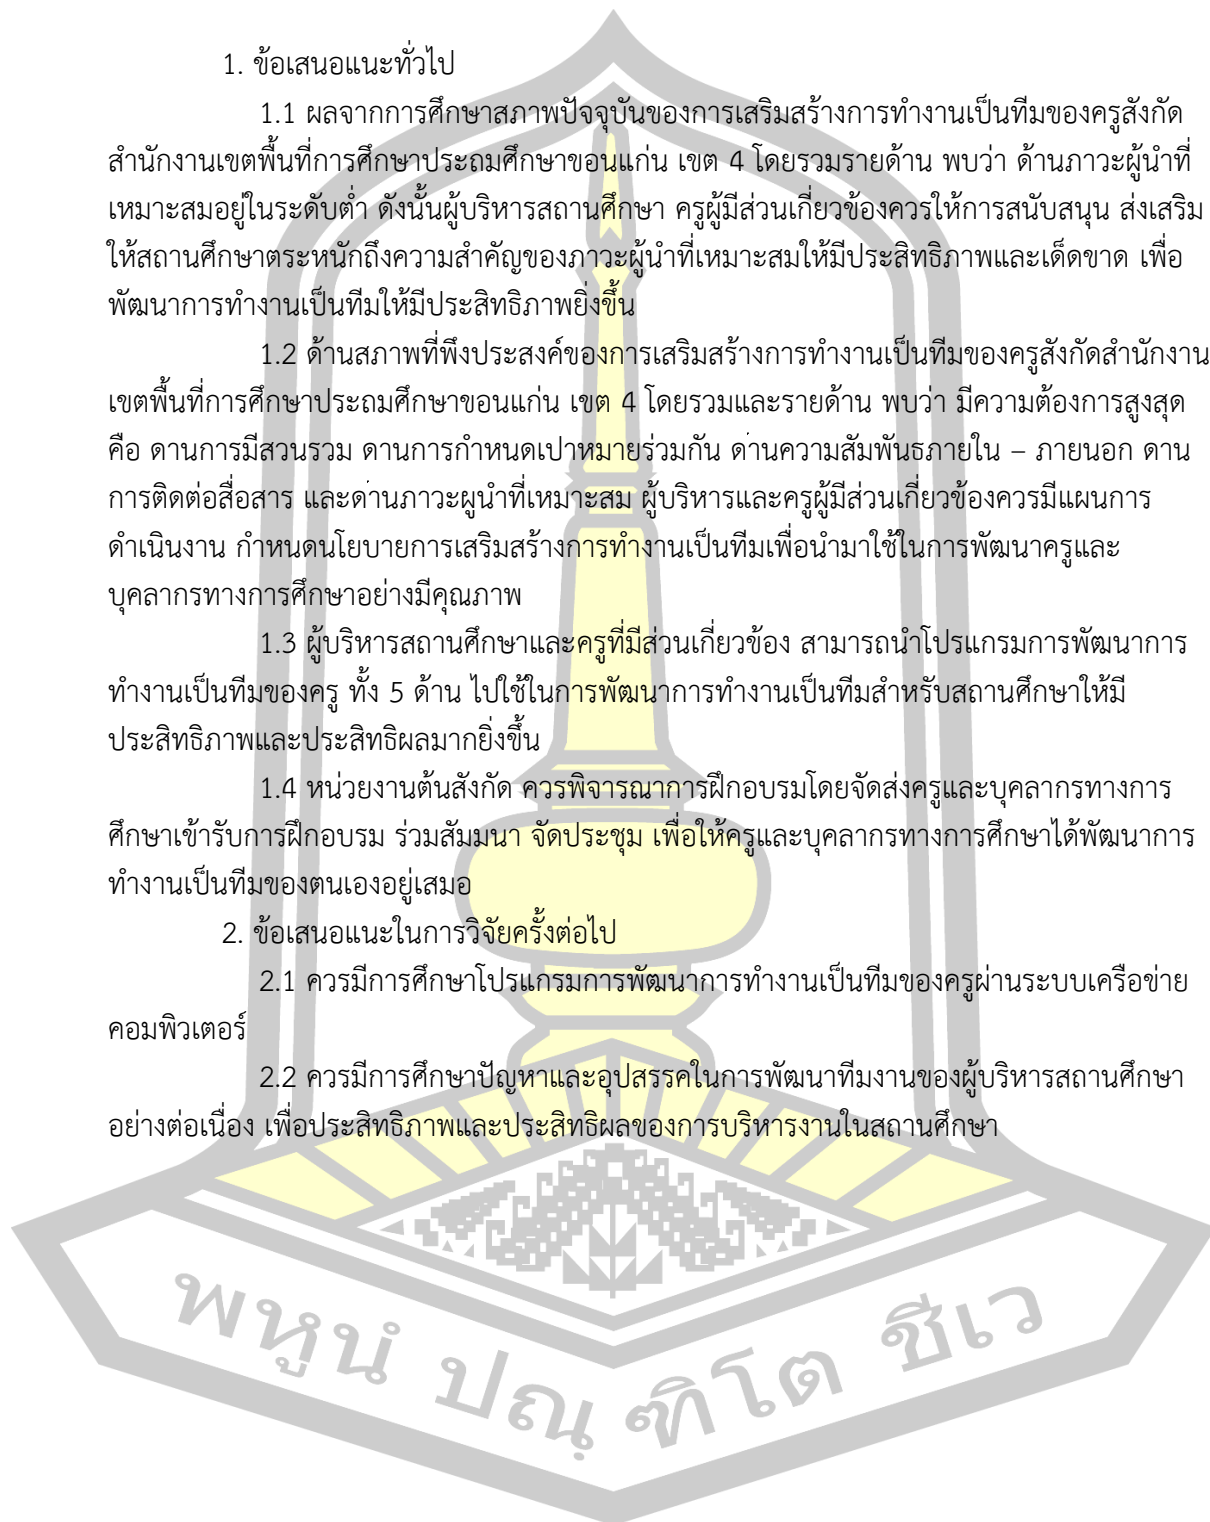 1. ข้อเสนอแนะทั่วไป
1.1 ผลจากการศึกษาสภาพปัจจุบันของการเสริมสร้างการทำงานเป็นทีมของครูสังกัด
สำนักงานเขตพื้นที่การศึกษาประถมศึกษาขอนแก่น เขต 4 โดยรวมรายด้าน พบว่า ด้านภาวะผู้นำที่
เหมาะสมอยู่ในระดับต่ำ ดังนั้นผู้บริหารสถานศึกษา ครูผู้มีส่วนเกี่ยวข้องควรให้การสนับสนุน ส่งเสริม
ให้สถานศึกษาตระหนักถึงความสำคัญของภาวะผู้นำที่เหมาะสมให้มีประสิทธิภาพและเด็ดขาด เพื่อ
พัฒนาการทำงานเป็นทีมให้มีประสิทธิภาพยิ่งขึ้น
1.2 ด้านสภาพที่พึงประสงค์ของการเสริมสร้างการทำงานเป็นทีมของครูสังกัดสำนักงาน
เขตพื้นที่การศึกษาประถมศึกษาขอนแก่น เขต 4 โดยรวมและรายด้าน พบว่า มีความต้องการสูงสุด
คือ ดานการมีสวนรวม ดานการกำหนดเปาหมายร่วมกัน ด่านความสัมพันธภายใน – ภายนอก ดาน
การติดต่อสื่อสาร และด่านภาวะผูนำที่เหมาะสม ผู้บริหารและครูผู้มีส่วนเกี่ยวข้องควรมีแผนการ
ดำเนินงาน กำหนดนโยบายการเสริมสร้างการทำงานเป็นทีมเพื่อนำมาใช้ในการพัฒนาครูและ
บุคลากรทางการศึกษาอย่างมีคุณภาพ
1.3 ผู้บริหารสถานศึกษาและครูที่มีส่วนเกี่ยวข้อง สามารถนำโปรแกรมการพัฒนาการ
ทำงานเป็นทีมของครู ทั้ง 5 ด้าน ไปใช้ในการพัฒนาการทำงานเป็นทีมสำหรับสถานศึกษาให้มี
ประสิทธิภาพและประสิทธิผลมากยิ่งขึ้น
1.4 หน่วยงานต้นสังกัด ควรพิจารณาการฝึกอบรมโดยจัดส่งครูและบุคลากรทางการ
ศึกษาเข้ารับการฝึกอบรม ร่วมสัมมนา จัดประชุม เพื่อให้ครูและบุคลากรทางการศึกษาได้พัฒนาการ
ทำงานเป็นทีมของตนเองอยู่เสมอ
2. ข้อเสนอแนะในการวิจัยครั้งต่อไป
2.1 ควรมีการศึกษาโปรแกรมการพัฒนาการทำงานเป็นทีมของครูผ่านระบบเครือข่าย
คอมพิวเตอร์
2.2 ควรมีการศึกษาปัญหาและอุปสรรคในการพัฒนาทีมงานของผู้บริหารสถานศึกษา
อย่างต่อเนื่อง เพื่อประสิทธิภาพและประสิทธิผลของการบริหารงานในสถานศึกษา
พหูนํ ปณฺฑิโต ชีเว